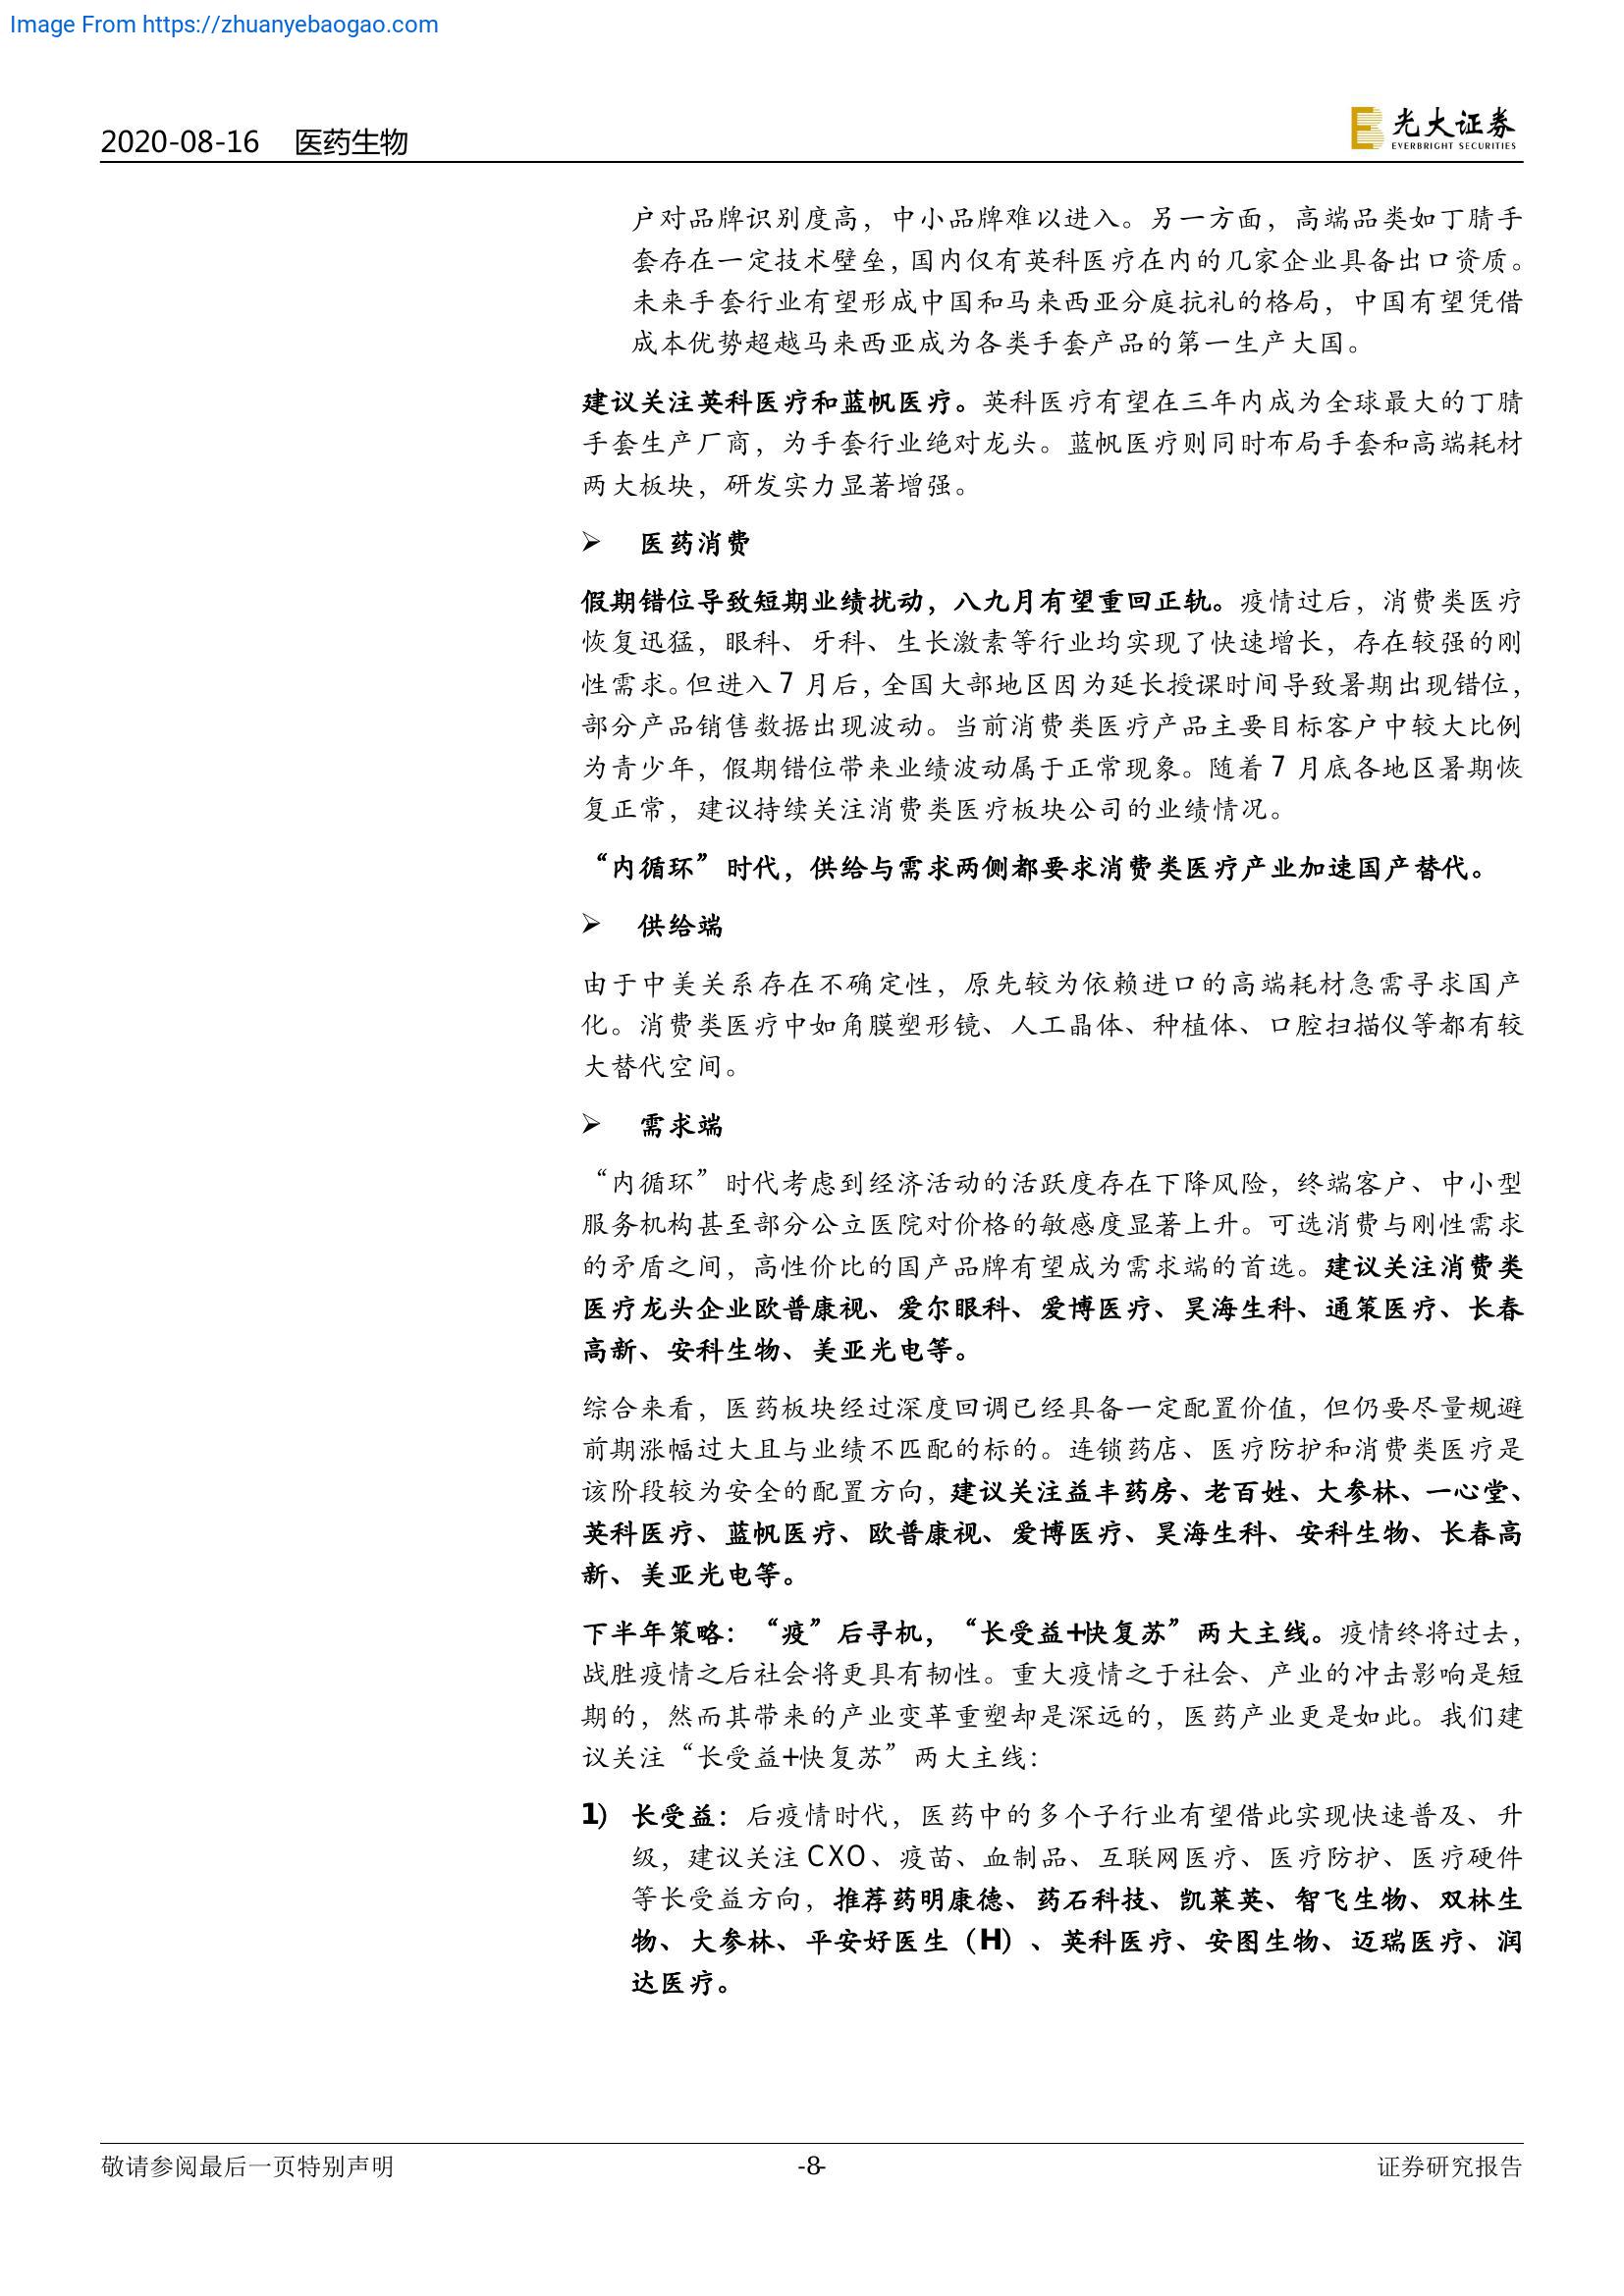 Image From https://zhuanyebaogao.com
2020-08-16 医药生物
光大证券
EVERBRIGHT SECURITIES
户对品牌识别度高，中小品牌难以进入。另一方面，高端品类如丁腈手
套存在一定技术壁垒，国内仅有英科医疗在内的几家企业具备出口资质。
未来手套行业有望形成中国和马来西亚分庭抗礼的格局，中国有望凭借
成本优势超越马来西亚成为各类手套产品的第一生产大国。
建议关注英科医疗和蓝帆医疗。英科医疗有望在三年内成为全球最大的丁腈
手套生产厂商，为手套行业绝对龙头。蓝帆医疗则同时布局手套和高端耗材
两大板块，研发实力显著增强。
➢ 医药消费
假期错位导致短期业绩扰动，八九月有望重回正轨。疫情过后，消费类医疗
恢复迅猛，眼科、牙科、生长激素等行业均实现了快速增长，存在较强的刚
性需求。但进入 7 月后，全国大部地区因为延长授课时间导致暑期出现错位，
部分产品销售数据出现波动。当前消费类医疗产品主要目标客户中较大比例
为青少年，假期错位带来业绩波动属于正常现象。随着 7 月底各地区暑期恢
复正常，建议持续关注消费类医疗板块公司的业绩情况。
“内循环”时代，供给与需求两侧都要求消费类医疗产业加速国产替代。
➢ 供给端
由于中美关系存在不确定性，原先较为依赖进口的高端耗材急需寻求国产
化。消费类医疗中如角膜塑形镜、人工晶体、种植体、口腔扫描仪等都有较
大替代空间。
➢ 需求端
“内循环”时代考虑到经济活动的活跃度存在下降风险，终端客户、中小型
服务机构甚至部分公立医院对价格的敏感度显著上升。可选消费与刚性需求
的矛盾之间，高性价比的国产品牌有望成为需求端的首选。建议关注消费类
医疗龙头企业欧普康视、爱尔眼科、爱博医疗、昊海生科、通策医疗、长春
高新、安科生物、美亚光电等。
综合来看，医药板块经过深度回调已经具备一定配置价值，但仍要尽量规避
前期涨幅过大且与业绩不匹配的标的。连锁药店、医疗防护和消费类医疗是
该阶段较为安全的配置方向，建议关注益丰药房、老百姓、大参林、一心堂、
英科医疗、蓝帆医疗、欧普康视、爱博医疗、昊海生科、安科生物、长春高
新、美亚光电等。
下半年策略：“疫”后寻机，“长受益+快复苏”两大主线。疫情终将过去，
战胜疫情之后社会将更具有韧性。重大疫情之于社会、产业的冲击影响是短
期的，然而其带来的产业变革重塑却是深远的，医药产业更是如此。我们建
议关注“长受益+快复苏”两大主线：
1) 长受益：后疫情时代，医药中的多个子行业有望借此实现快速普及、升
级，建议关注 CXO、疫苗、血制品、互联网医疗、医疗防护、医疗硬件
等长受益方向，推荐药明康德、药石科技、凯莱英、智飞生物、双林生
物、大参林、平安好医生（H）、英科医疗、安图生物、迈瑞医疗、润
达医疗。
敬请参阅最后一页特别声明
-8-
证券研究报告